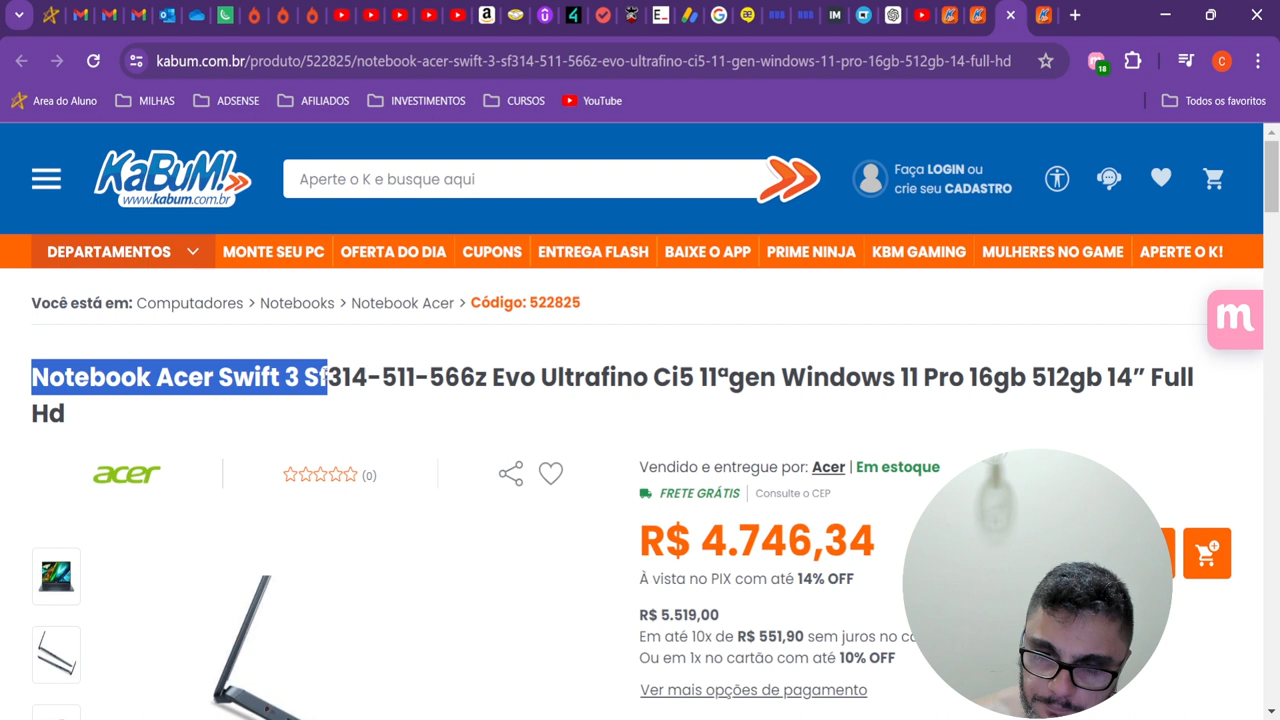 kabum.com.br/produto/522825/notebook-acer-swift-3-sf314-511-566z-evo-ultrafino-ci5-11-gen-windows-11-pro-16gb-512gb-14-full-hd
18
C
Area do Aluno
MILHAS
ADSENSE
AFILIADOS
INVESTIMENTOS
CURSOS
YouTube
Todos os favoritos
KaBuM!
www.kabum.com.br
Aperte o K e busque aqui
Faça LOGIN ou
crie seu CADASTRO
DEPARTAMENTOS
MONTE SEU PC
OFERTA DO DIA
CUPONS
ENTREGA FLASH
BAIXE O APP
PRIME NINJA
KBM GAMING
MULHERES NO GAME
APERTE O K!
Você está em: Computadores > Notebooks > Notebook Acer > Código: 522825
m
Notebook Acer Swift 3 Sf314-511-566z Evo Ultrafino Ci5 11ªgen Windows 11 Pro 16gb 512gb 14” Full
Hd
acer
(0)
Vendido e entregue por: Acer | Em estoque
FRETE GRÁTIS | Consulte o CEP
R$ 4.746,34
À vista no PIX com até 14% OFF
R$ 5.519,00
Em até 10x de R$ 551,90 sem juros no
Ou em 1x no cartão com até 10% OFF
Ver mais opções de pagamento